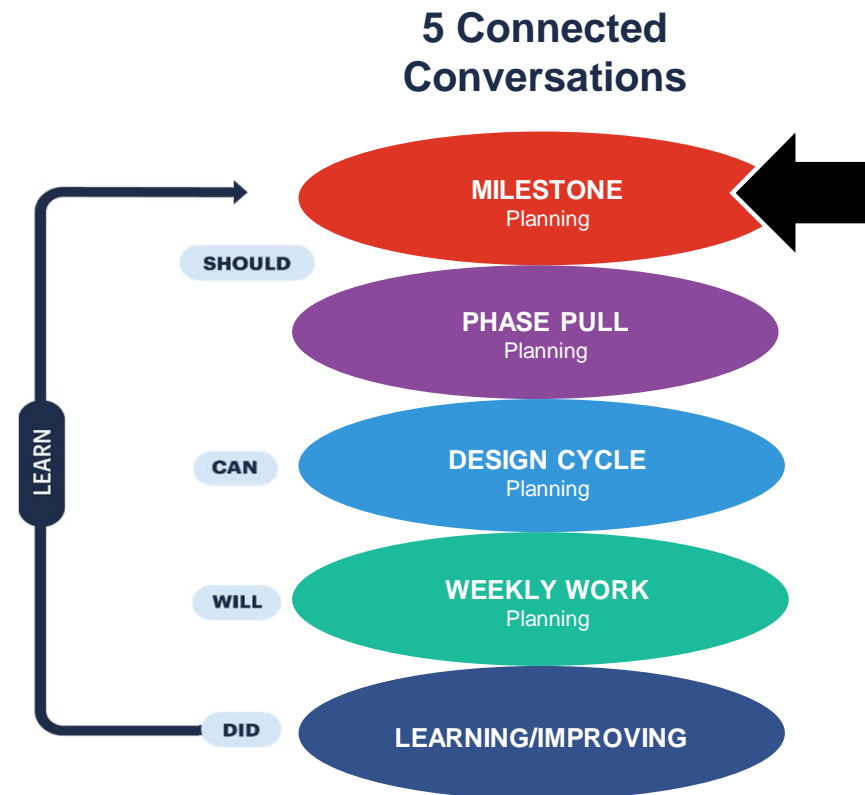 5 Connected
Conversations
MILESTONE
Planning
SHOULD
PHASE PULL
Planning
LEARN
CAN
DESIGN CYCLE
Planning
WILL
WEEKLY WORK
Planning
DID
LEARNING/IMPROVING